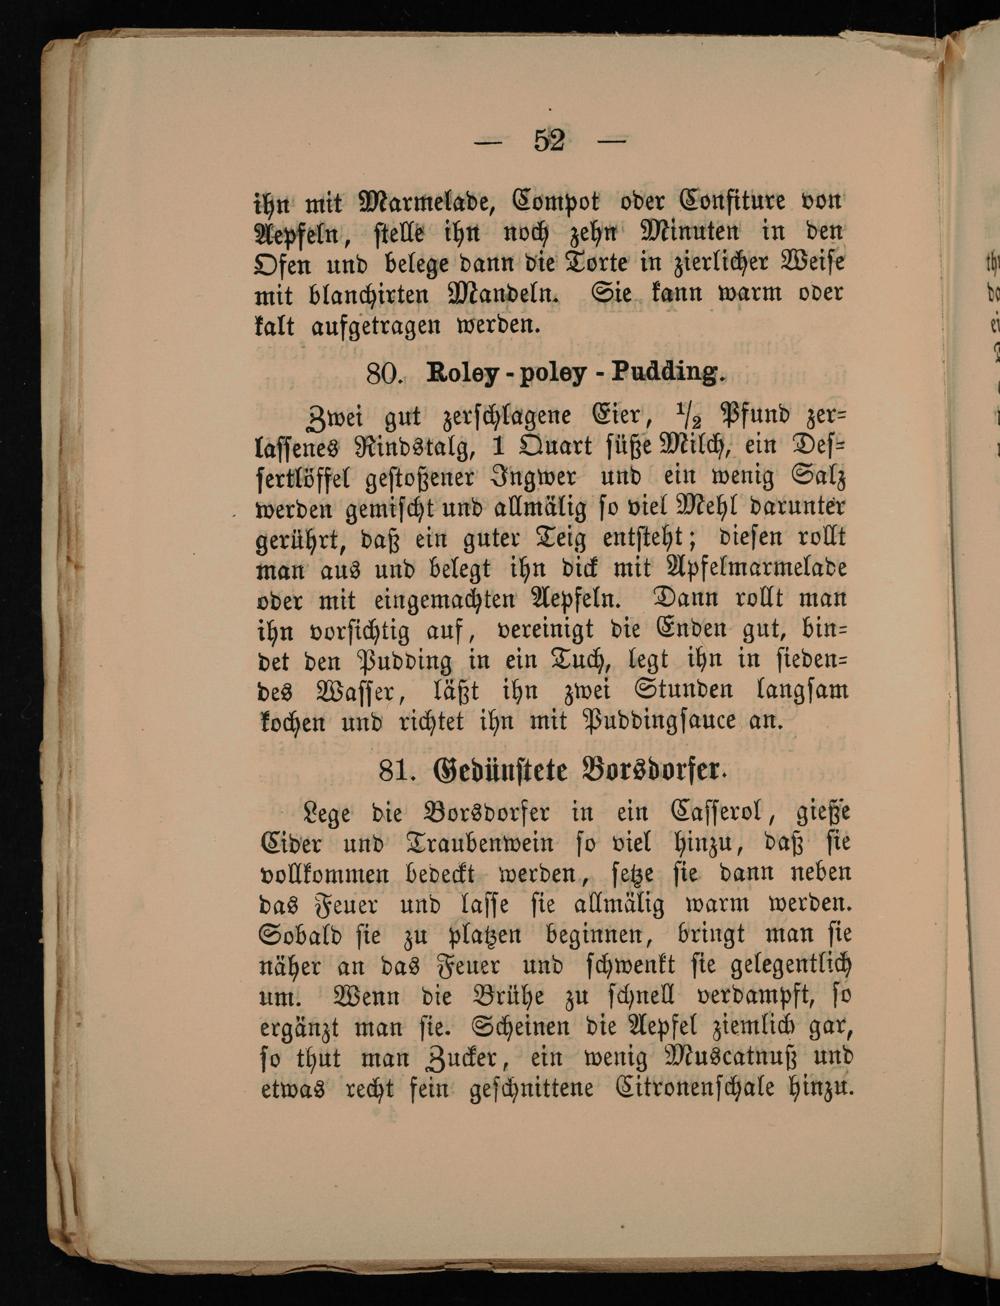 — 52 —
ihn mit Marmelade, Compot oder Confiture von
Aepfeln, ſtelle ihn noch zehn Minuten in den
Ofen und belege dann die Torte in zierlicher Weiſe
mit blanchirten Mandeln. Sie kann warm oder
kalt aufgetragen werden.
80. Roley-poley-Pudding.
Zwei gut zerſchlagene Eier, 1/2 Pfund zer=
laſſenes Rindstalg, 1 Quart ſüße Milch, ein Deſ=
ſertlöffel geſtoßener Ingwer und ein wenig Salz
werden gemiſcht und allmälig ſo viel Mehl darunter
gerührt, daß ein guter Teig entſteht; dieſen rollt
man aus und belegt ihn dick mit Apfelmarmelade
oder mit eingemachten Aepfeln. Dann rollt man
ihn vorſichtig auf, vereinigt die Enden gut, bin=
det den Pudding in ein Tuch, legt ihn in ſieden=
des Waſſer, läßt ihn zwei Stunden langſam
kochen und richtet ihn mit Puddingſauce an.
81. Gedünſtete Borsdorfer.
Lege die Borsdorfer in ein Caſſerol, gieße
Cider und Traubenwein ſo viel hinzu, daß ſie
vollkommen bedeckt werden, ſetze ſie dann neben
das Feuer und laſſe ſie allmälig warm werden.
Sobald ſie zu platzen beginnen, bringt man ſie
näher an das Feuer und ſchwenkt ſie gelegentlich
um. Wenn die Brühe zu ſchnell verdampft, ſo
ergänzt man ſie. Scheinen die Aepfel ziemlich gar,
ſo thut man Zucker, ein wenig Muscatnuß und
etwas recht fein geſchnittene Citronenſchale hinzu.